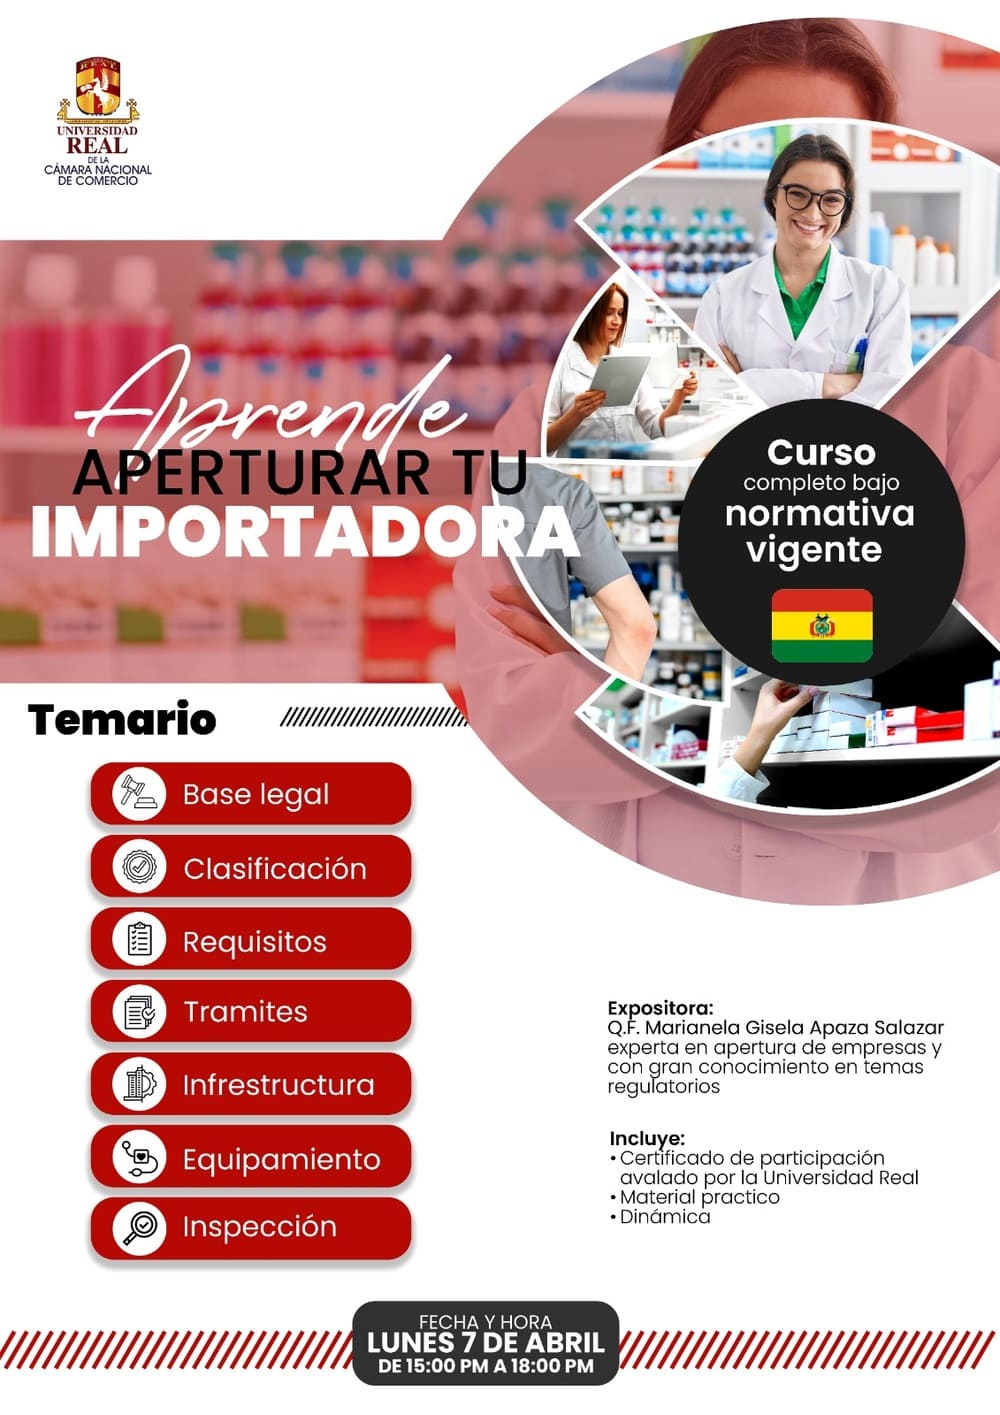 UNIVERSIDAD
REAL
DE LA
CÁMARA NACIONAL
DE COMERCIO
Aprende
APERTURAR TU
IMPORTADORA
Curso
completo bajo
normativa
vigente
Temario
Base legal
Clasificación
Requisitos
Tramites
Infrestructura
Equipamiento
Inspección
Expositora:
Q.F. Marianela Gisela Apaza Salazar
experta en apertura de empresas y
con gran conocimiento en temas
regulatorios
Incluye:
• Certificado de participación
avalado por la Universidad Real
• Material practico
• Dinámica
FECHA Y HORA
LUNES 7 DE ABRIL
DE 15:00 PM A 18:00 PM